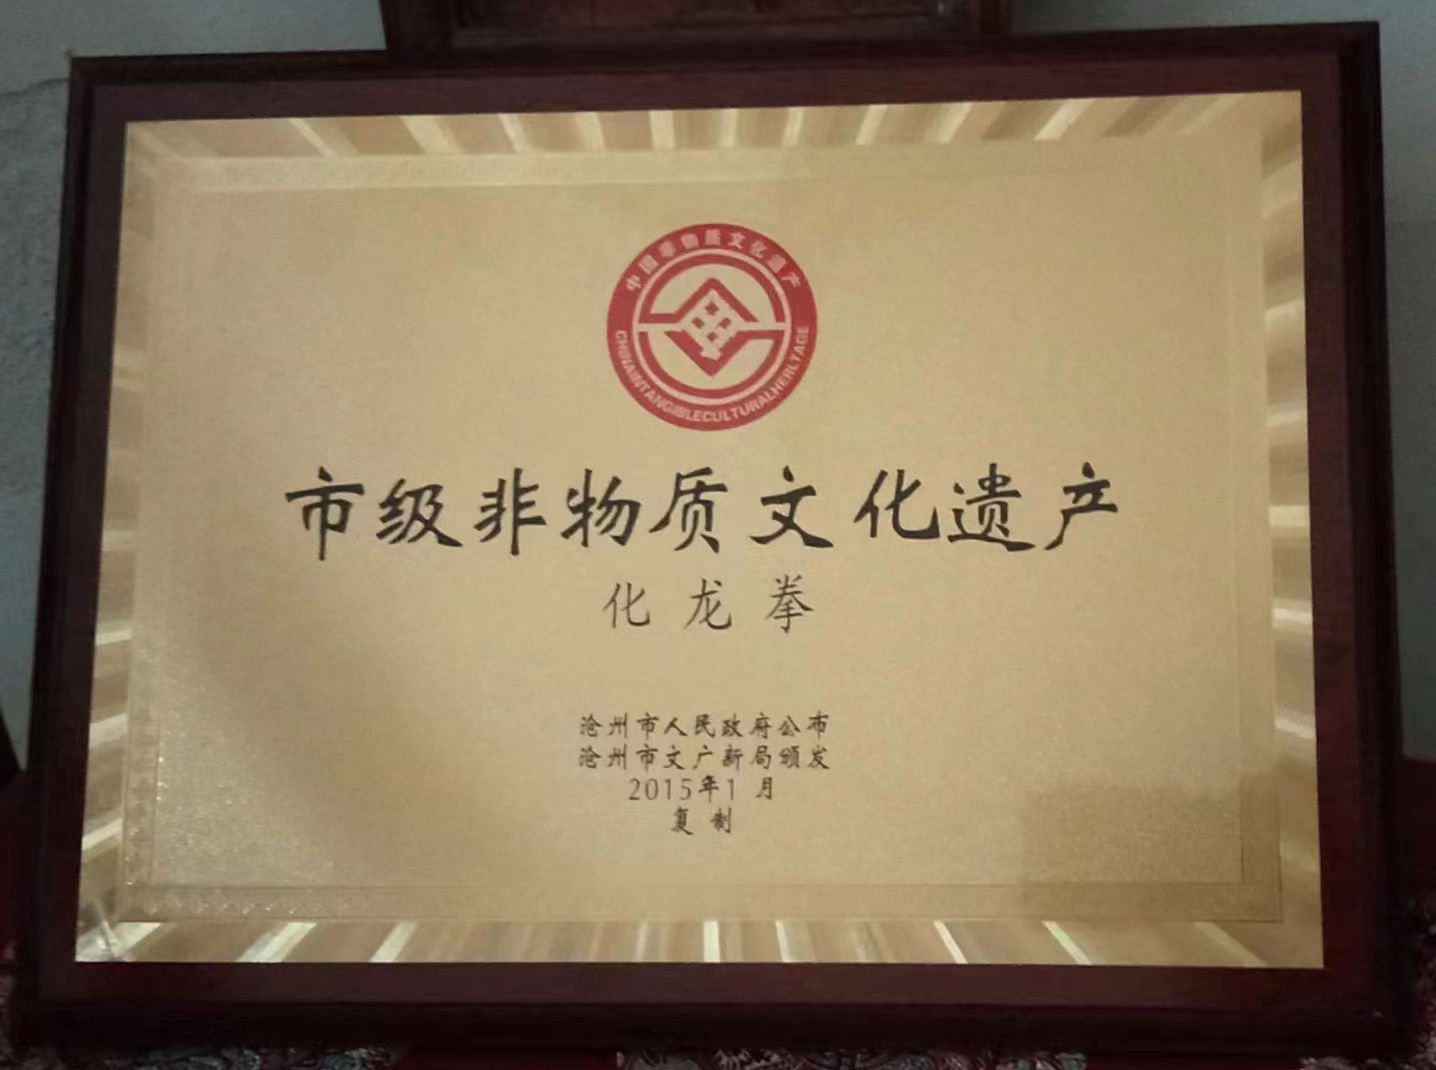 中国非物质文化遗产
CHINAINTANGIBLECULTURALHERLTAGE
市级非物质文化遗产
化龙拳
沧州市人民政府公布
沧州市文广新局颁发
2015年1月
复制